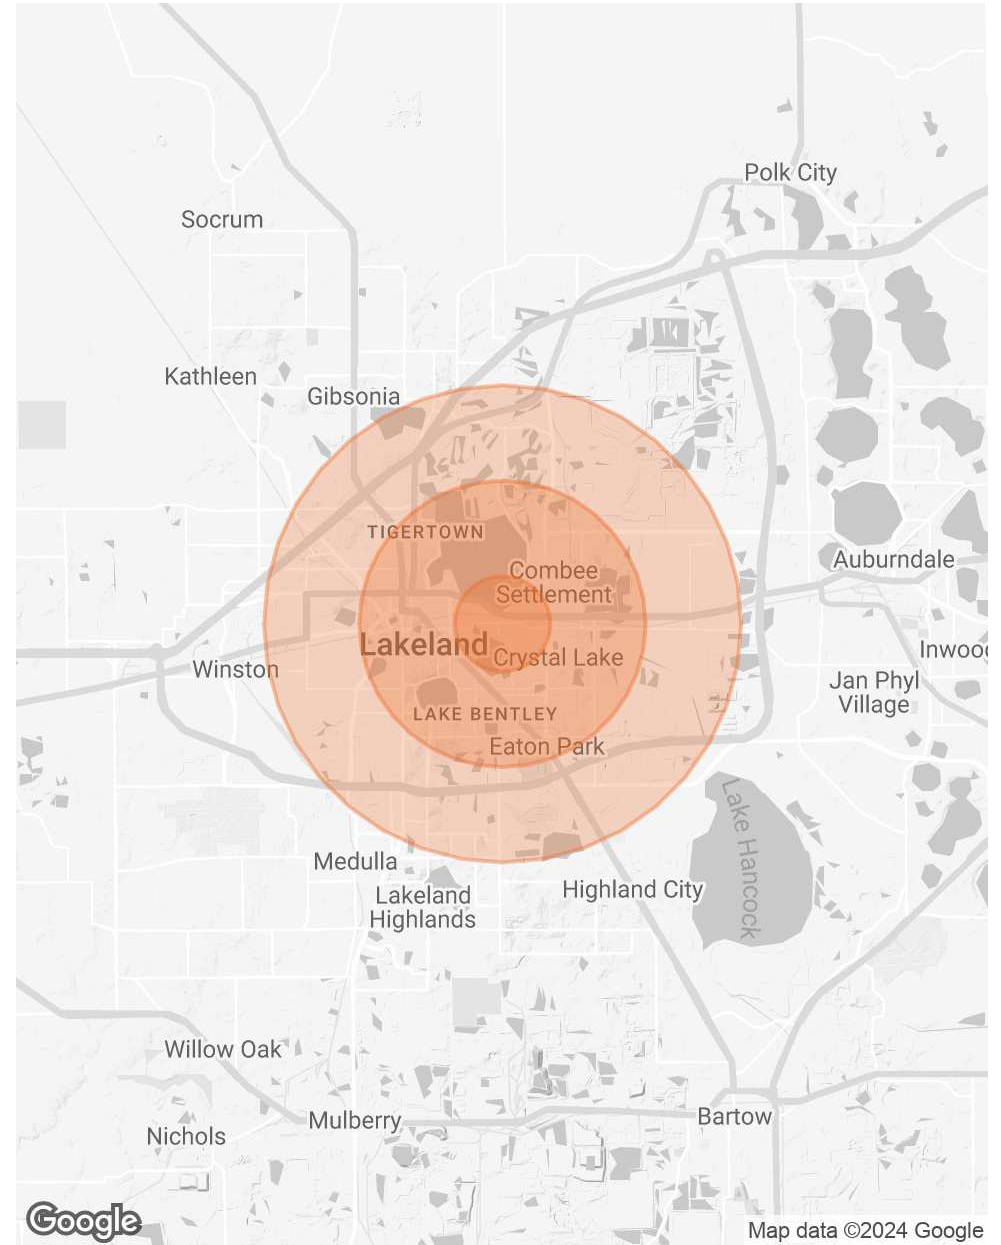 Polk City
Socrum
Kathleen
Gibsonia
TIGERTOWN
Auburndale
Combee
Settlement
Lakeland
Crystal Lake
Inwoo
Winston
Jan Phyl
Village
LAKE BENTLEY
Eaton Park
Lake Hancock
Medulla
Lakeland
Highlands
Highland City
Willow Oak
Mulberry
Bartow
Nichols
Google
Map data ©2024 Google